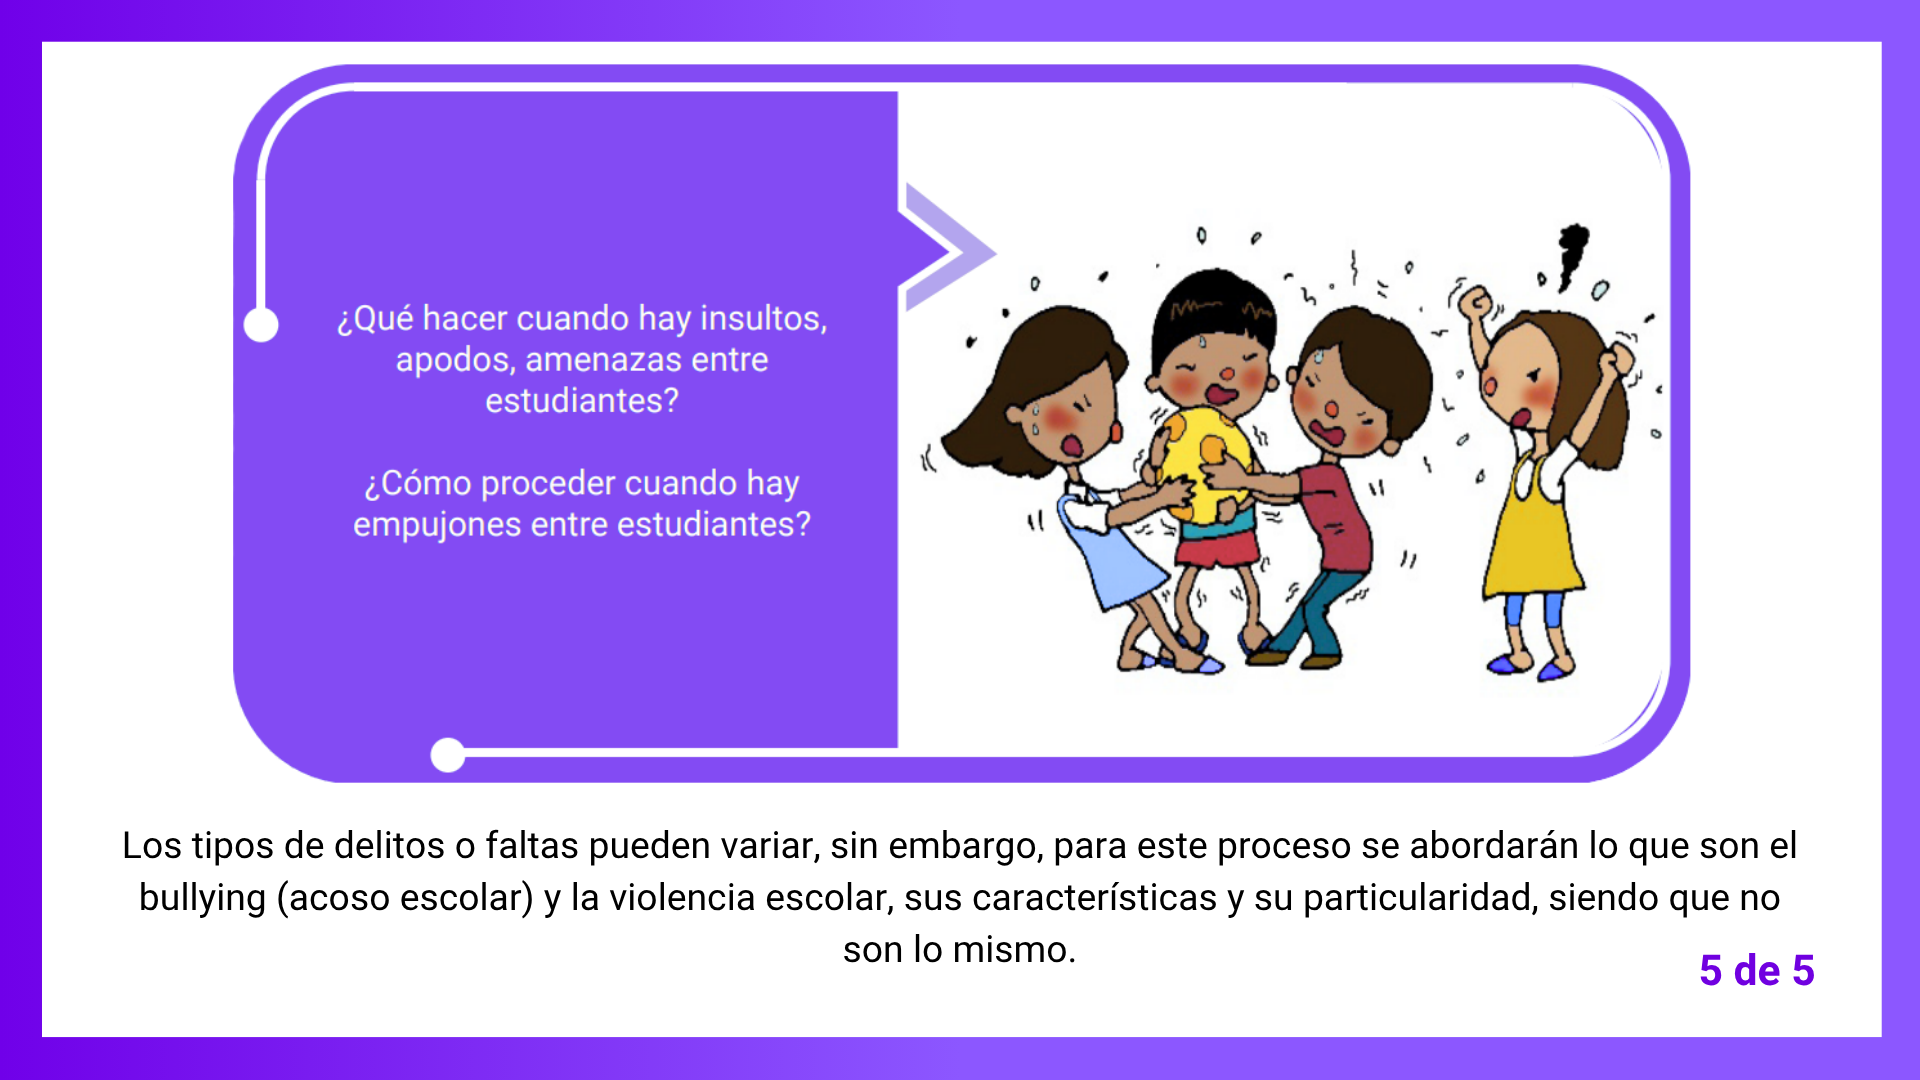 ¿Qué hacer cuando hay insultos,
apodos, amenazas entre
estudiantes?
¿Cómo proceder cuando hay
empujones entre estudiantes?
Los tipos de delitos o faltas pueden variar, sin embargo, para este proceso se abordarán lo que son el
bullying (acoso escolar) y la violencia escolar, sus características y su particularidad, siendo que no
son lo mismo.
5 de 5